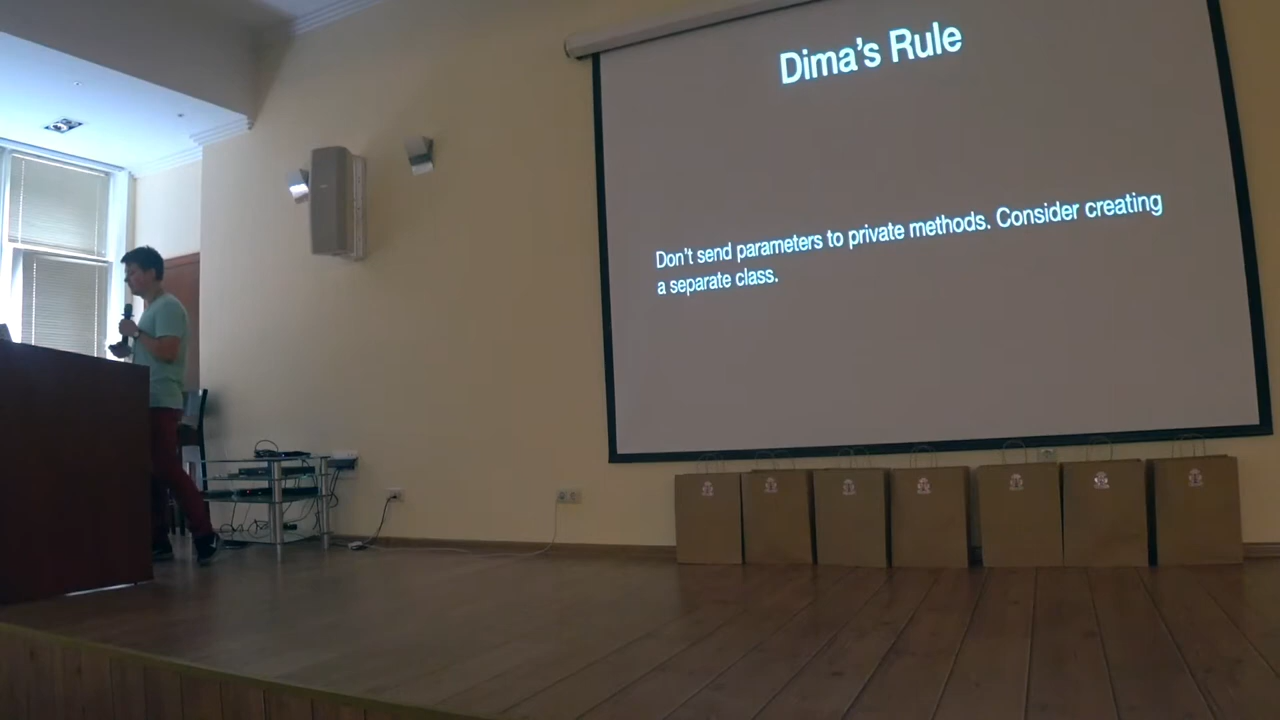 Dima's Rule
Don't send parameters to private methods. Consider creating
a separate class.